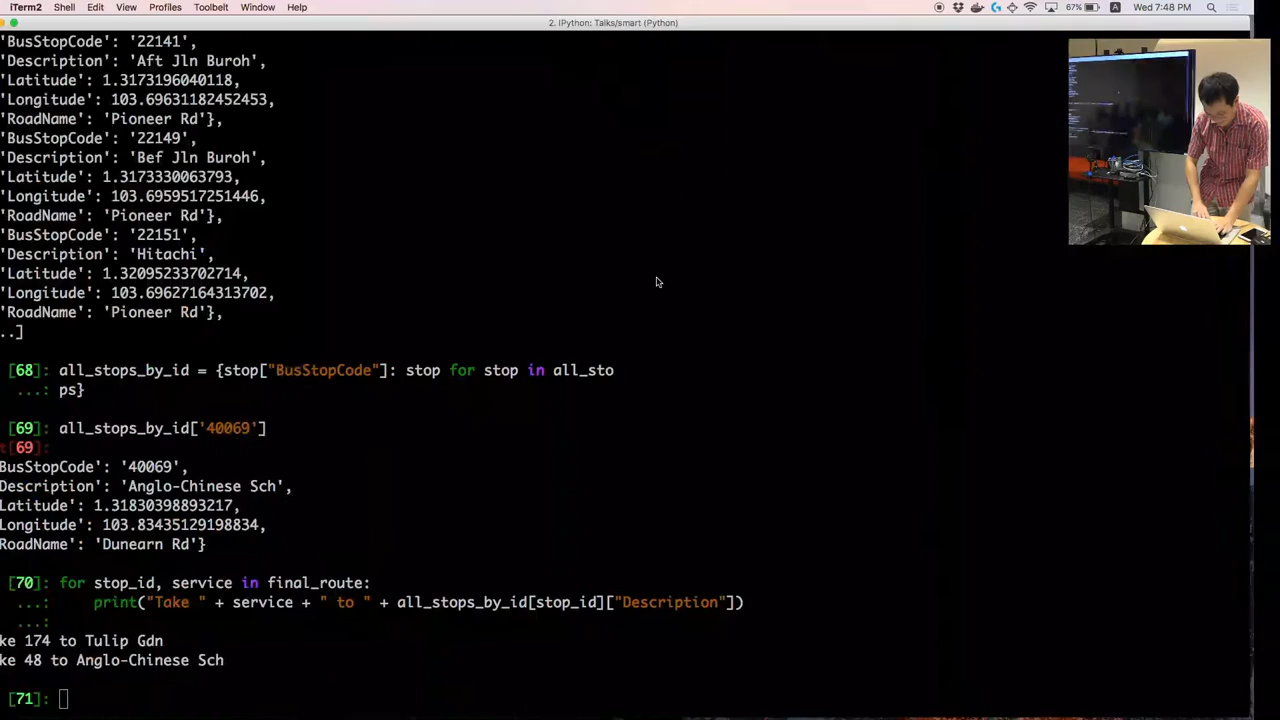 iTerm2 Shell Edit View Profiles Toolbelt Window Help 67% Wed 7:48 PM
2. IPython: Talks/smart (Python)
'BusStopCode': '22141',
'Description': 'Aft Jln Buroh',
'Latitude': 1.3173196040118,
'Longitude': 103.69631182452453,
'RoadName': 'Pioneer Rd'},
'BusStopCode': '22149',
'Description': 'Bef Jln Buroh',
'Latitude': 1.3173330063793,
'Longitude': 103.6959517251446,
'RoadName': 'Pioneer Rd'},
'BusStopCode': '22151',
'Description': 'Hitachi',
'Latitude': 1.32095233702714,
'Longitude': 103.69627164313702,
'RoadName': 'Pioneer Rd'},
..]
[68]: all_stops_by_id = {stop["BusStopCode"]: stop for stop in all_sto
...: ps}
[69]: all_stops_by_id['40069']
t[69]:
BusStopCode': '40069',
Description': 'Anglo-Chinese Sch',
Latitude': 1.31830398893217,
Longitude': 103.83435129198834,
RoadName': 'Dunearn Rd'}
[70]: for stop_id, service in final_route:
...:     print("Take " + service + " to " + all_stops_by_id[stop_id]["Description"])
...:
ke 174 to Tulip Gdn
ke 48 to Anglo-Chinese Sch
[71]: